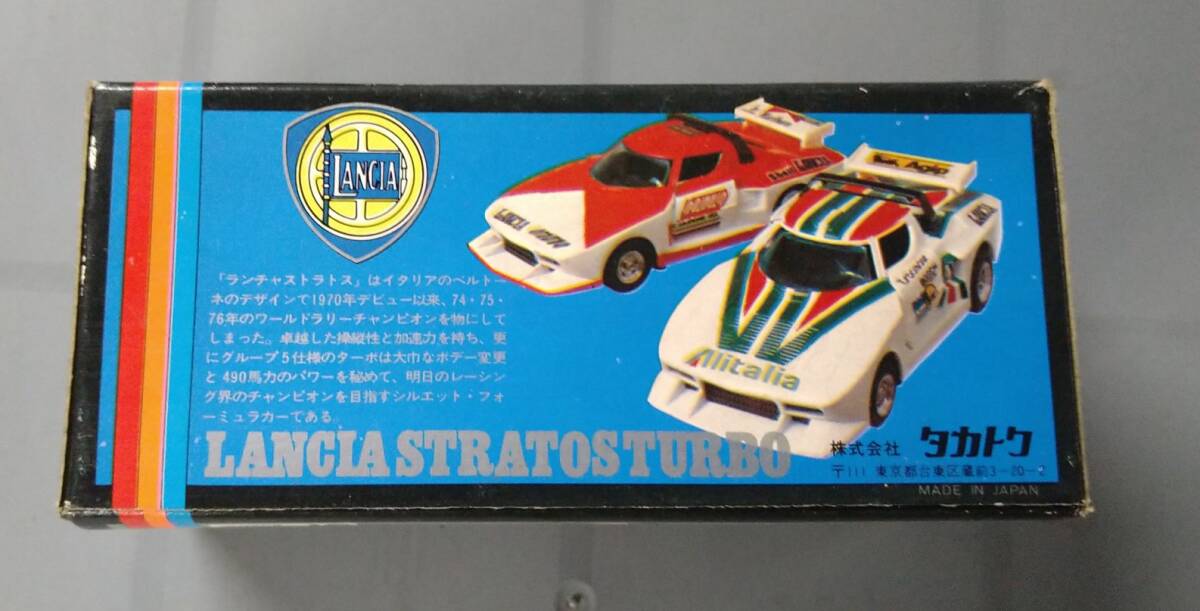 LANCIA
『ランチャストラトス』はイタリアのベルトー
ネのデザインで1970年デビュー以来、74・75・
76年のワールドラリーチャンピオンを物にして
しまった。卓越した操縦性と加速力を持ち、更
にグループ5仕様のターボは大巾なボデー変更
と490馬力のパワーを秘めて、明日のレーシン
グ界のチャンピオンを目指すシルエット・フォ
ーミュラカーである。
LANCIA STRATOS TURBO
LANCIA
LANCIA
Agip
LANCIA
Alitalia
株式会社 タカトク
〒111 東京都台東区蔵前3-20-2
MADE IN JAPAN